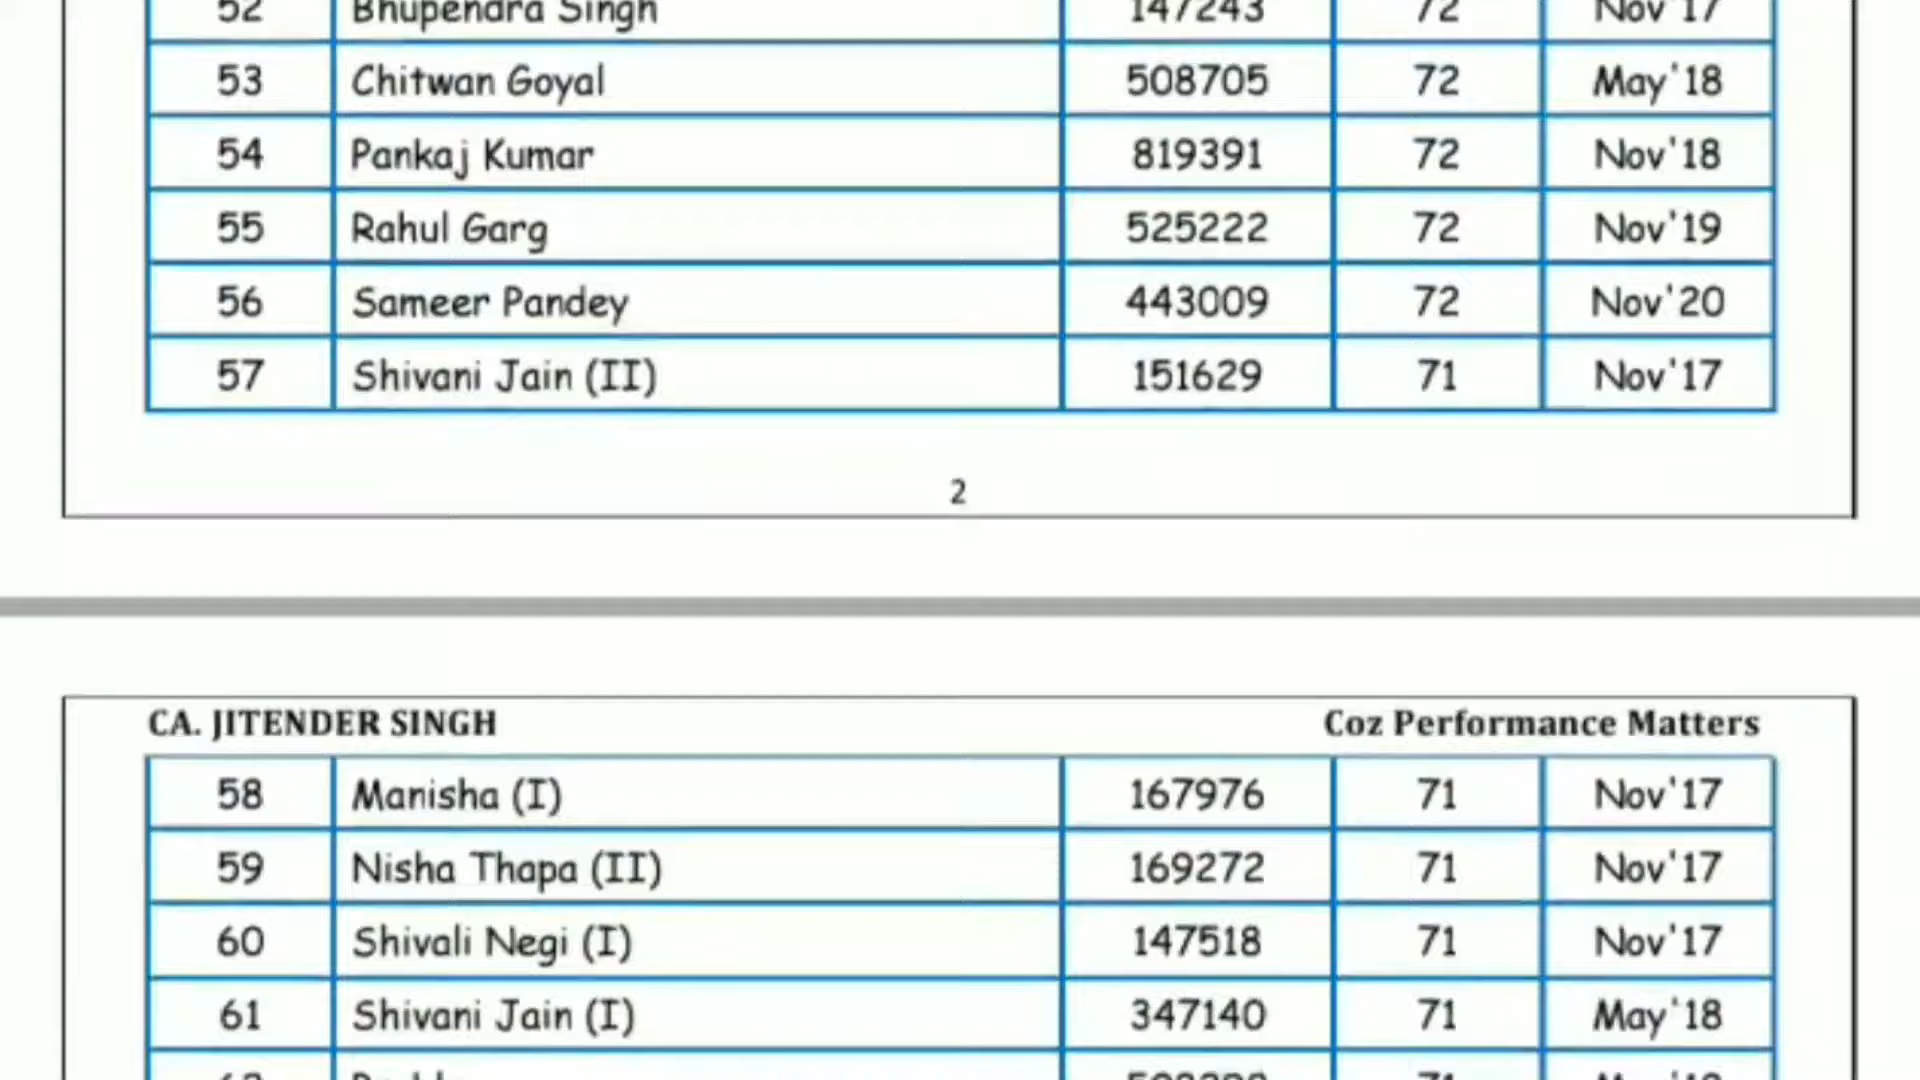 52 Bhupendra Singh 147243 72 Nov'17
53 Chitwan Goyal 508705 72 May'18
54 Pankaj Kumar 819391 72 Nov'18
55 Rahul Garg 525222 72 Nov'19
56 Sameer Pandey 443009 72 Nov'20
57 Shivani Jain (II) 151629 71 Nov'17
2
CA. JITENDER SINGH Coz Performance Matters
58 Manisha (I) 167976 71 Nov'17
59 Nisha Thapa (II) 169272 71 Nov'17
60 Shivali Negi (I) 147518 71 Nov'17
61 Shivani Jain (I) 347140 71 May'18